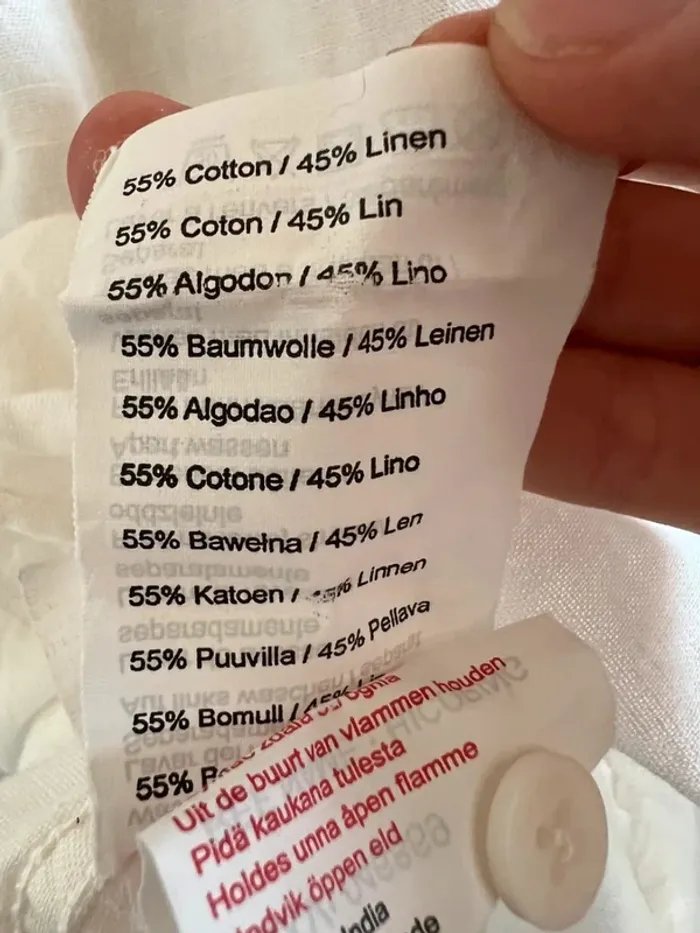 55% Cotton / 45% Linen
55% Coton / 45% Lin
55% Algodon / 45% Lino
55% Baumwolle / 45% Leinen
55% Algodao / 45% Linho
55% Cotone / 45% Lino
55% Bawełna / 45% Len
55% Katoen / 45% Linnen
55% Puuvilla / 45% Pellava
55% Bomull / 45%
55%
Uit de buurt van vlammen houden
Pidä kaukana tulesta
Holdes unna åpen flamme
öppen eld